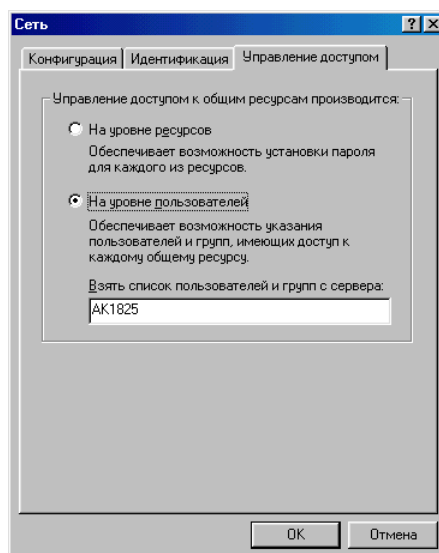 Сеть
Конфигурация Идентификация Управление доступом
Управление доступом к общим ресурсам производится:
На уровне ресурсов
Обеспечивает возможность установки пароля
для каждого из ресурсов.
На уровне пользователей
Обеспечивает возможность указания
пользователей и групп, имеющих доступ к
каждому общему ресурсу.
Взять список пользователей и групп с сервера:
AK1825
OK Отмена